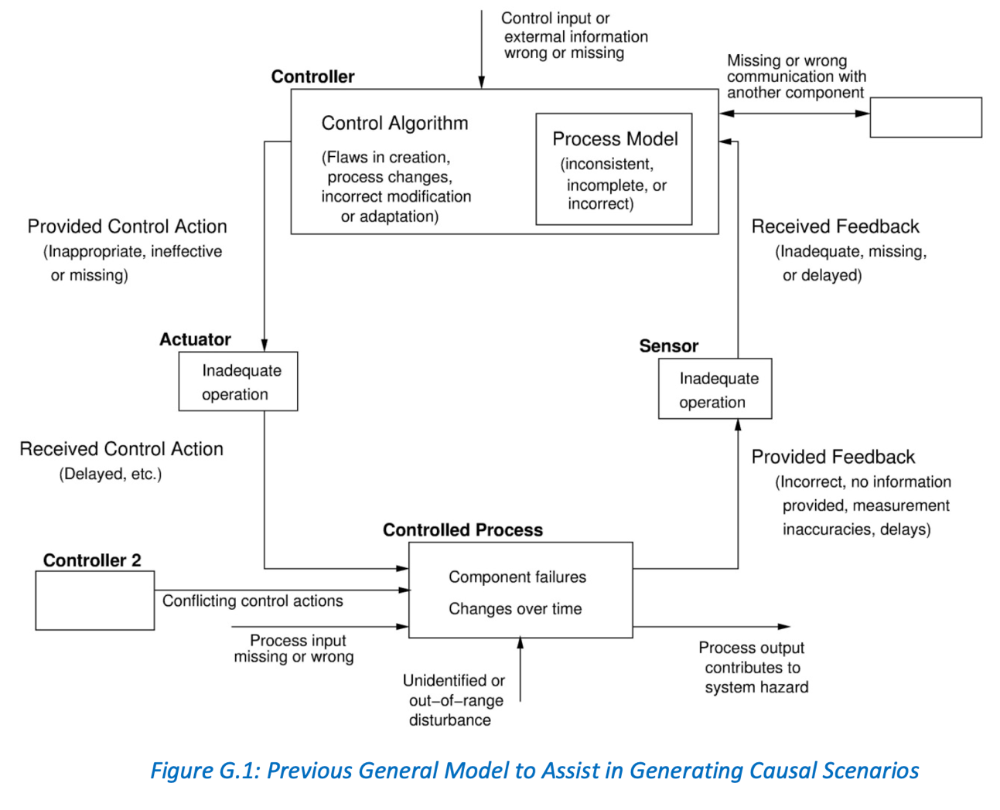 Control input or
extermal information
wrong or missing
Controller
Missing or wrong
communication with
another component
Control Algorithm
(Flaws in creation,
process changes,
incorrect modification
or adaptation)
Process Model
(inconsistent,
incomplete, or
incorrect)
Provided Control Action
(Inappropriate, ineffective
or missing)
Received Feedback
(Inadequate, missing,
or delayed)
Actuator
Inadequate
operation
Sensor
Inadequate
operation
Received Control Action
(Delayed, etc.)
Provided Feedback
(Incorrect, no information
provided, measurement
inaccuracies, delays)
Controlled Process
Component failures
Changes over time
Controller 2
Conflicting control actions
Process input
missing or wrong
Unidentified or
out−of−range
disturbance
Process output
contributes to
system hazard
Figure G.1: Previous General Model to Assist in Generating Causal Scenarios